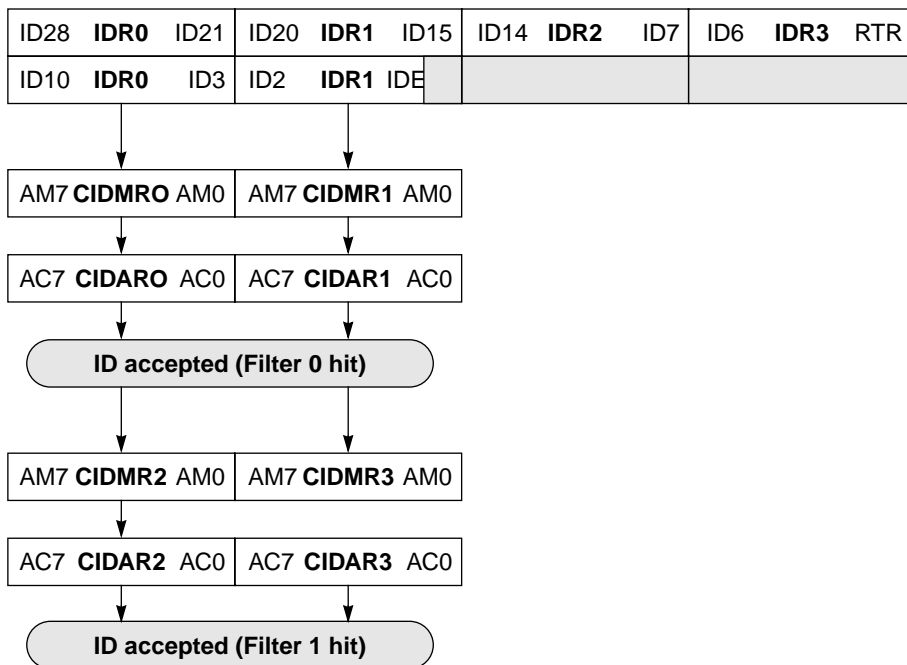 ID28 IDR0 ID21 ID20 IDR1 ID15 ID14 IDR2 ID7 ID6 IDR3 RTR
ID10 IDR0 ID3 ID2 IDR1 IDE
AM7 CIDMRO AM0 AM7 CIDMR1 AM0
AC7 CIDARO AC0 AC7 CIDAR1 AC0
ID accepted (Filter 0 hit)
AM7 CIDMR2 AM0 AM7 CIDMR3 AM0
AC7 CIDAR2 AC0 AC7 CIDAR3 AC0
ID accepted (Filter 1 hit)